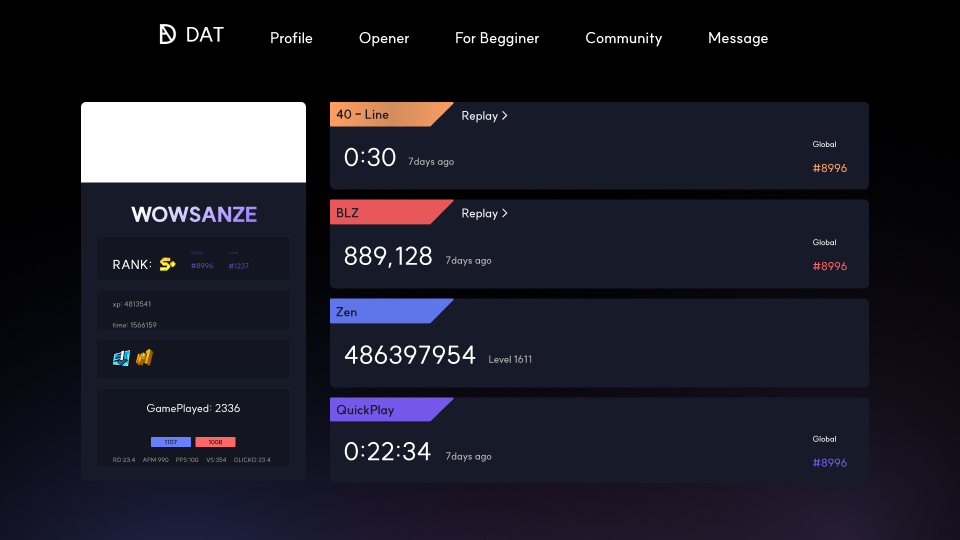 DAT
Profile
Opener
For Begginer
Community
Message
WOWSANZE
RANK: S+
#8996
#1237
xp: 4813541
time: 1566159
GamePlayed: 2336
1107
1008
RD:23.4 APM:990 PPS:100 VS:354 GLICKO:23.4
40 - Line
Replay >
0:30 7days ago
Global
#8996
BLZ
Replay >
889,128 7days ago
Global
#8996
Zen
486397954 Level 1611
QuickPlay
0:22:34 7days ago
Global
#8996